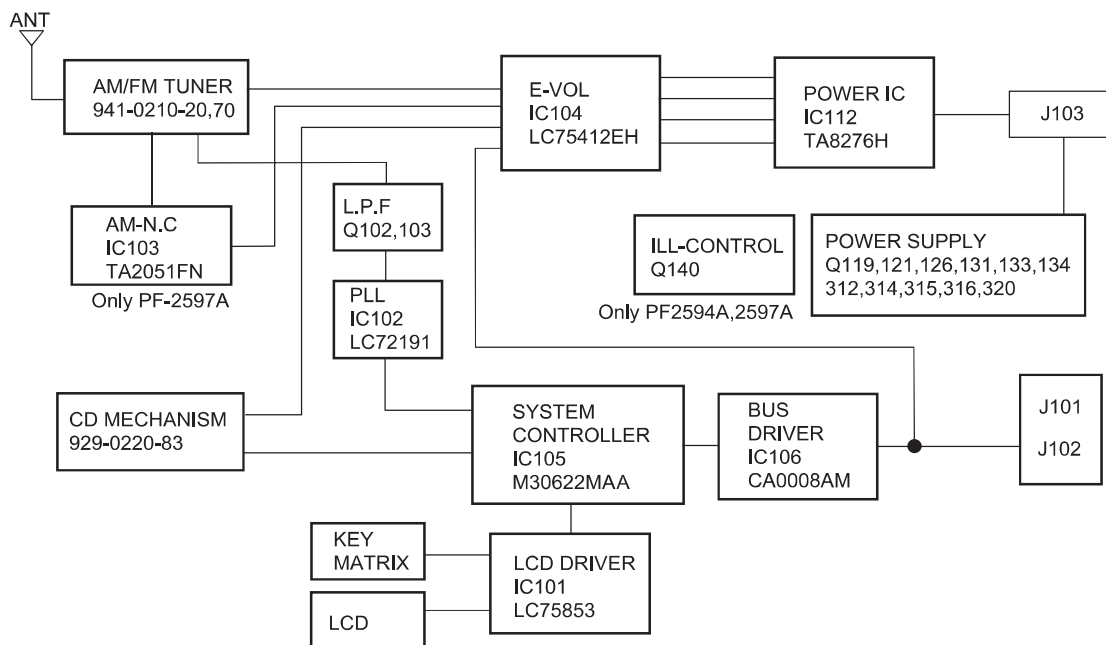 ANT
AM/FM TUNER
941-0210-20,70
E-VOL
IC104
LC75412EH
POWER IC
IC112
TA8276H
J103
AM-N.C
IC103
TA2051FN
Only PF-2597A
L.P.F
Q102,103
ILL-CONTROL
Q140
Only PF2594A,2597A
POWER SUPPLY
Q119,121,126,131,133,134
312,314,315,316,320
PLL
IC102
LC72191
CD MECHANISM
929-0220-83
SYSTEM
CONTROLLER
IC105
M30622MAA
BUS
DRIVER
IC106
CA0008AM
J101
J102
KEY
MATRIX
LCD DRIVER
IC101
LC75853
LCD